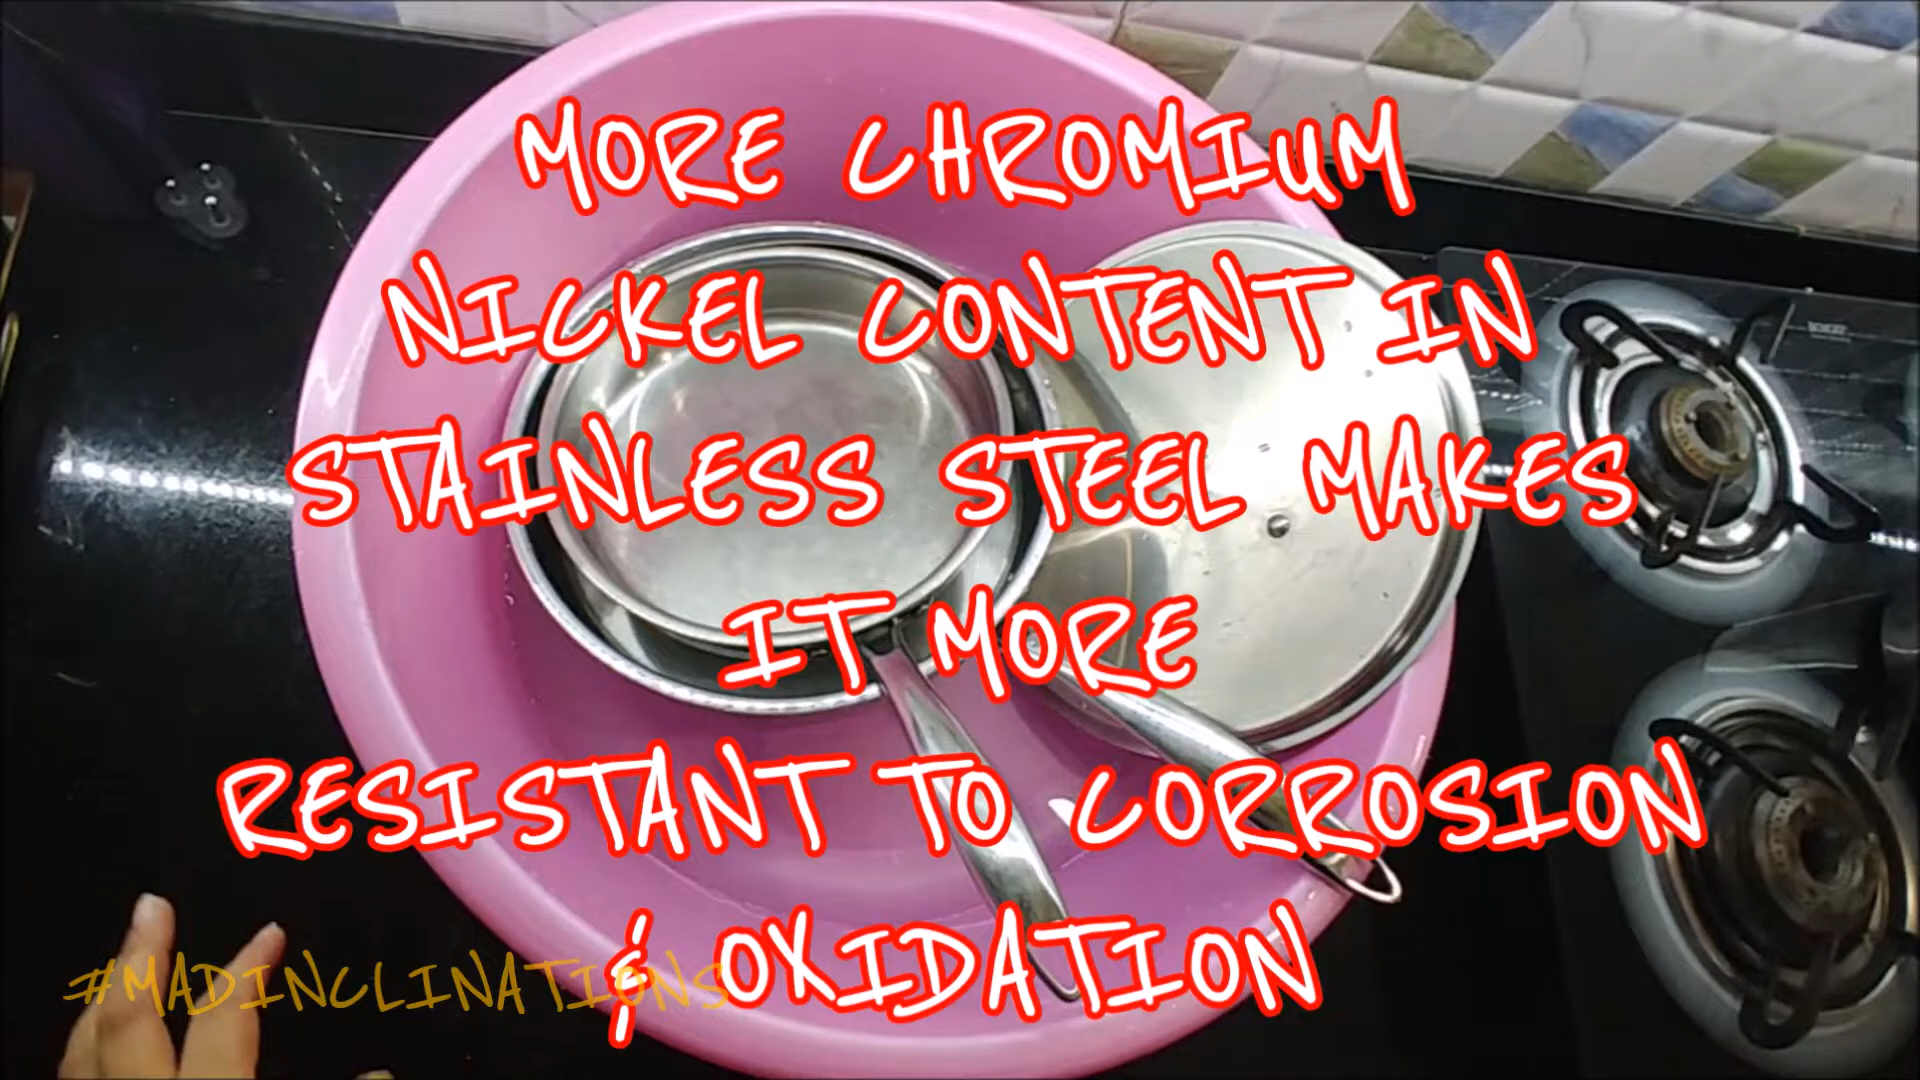 MORE CHROMIUM
NICKEL CONTENT IN
STAINLESS STEEL MAKES
IT MORE
RESISTANT TO CORROSION
& OXIDATION
#MADINCLINATIONS